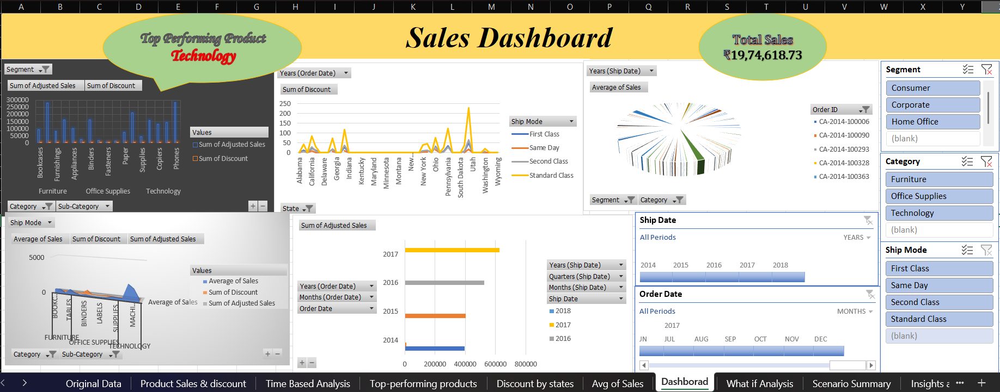 A B C D E F G H I J K L M N O P Q R S T U V W X Y
Top Performing Product
Technology
Sales Dashboard
Total Sales
₹19,74,618.73
Segment
Sum of Adjusted Sales Sum of Discount
300000
250000
200000
150000
100000
50000
0
Bookcases
Furnishings
Appliances
Binders
Fasteners
Paper
Supplies
Copiers
Phones
Furniture Office Supplies Technology
Values
Sum of Adjusted Sales
Sum of Discount
Category Sub-Category
+ −
Years (Order Date)
Sum of Discount
250
200
150
100
50
0
Alabama
California
Delaware
Georgia
Indiana
Kentucky
Maryland
Minnesota
Montana
New...
New York
Ohio
Pennsylvania
South Dakota
Utah
Washington
Wyoming
Ship Mode
First Class
Same Day
Second Class
Standard Class
State
Years (Ship Date)
Average of Sales
Order ID
CA-2014-100006
CA-2014-100090
CA-2014-100293
CA-2014-100328
CA-2014-100363
Segment Category
Segment
Consumer
Corporate
Home Office
(blank)
Category
Furniture
Office Supplies
Technology
(blank)
Ship Mode
First Class
Same Day
Second Class
Standard Class
(blank)
Ship Mode
Average of Sales Sum of Discount Sum of Adjusted Sales
5000
0
BOOKC...
TABLES
BINDERS
LABELS
SUPPLIES
MACHI...
FURNITURE
OFFICE SUPPLIES
TECHNOLOGY
Average of Sales
Values
Average of Sales
Sum of Discount
Sum of Adjusted Sales
Category Sub-Category
+ −
Sum of Adjusted Sales
Years (Order Date)
Months (Order Date)
Order Date
2017
2016
2015
2014
0 200000 400000 600000 800000
Years (Ship Date)
Quarters (Ship Date)
Months (Ship Date)
Ship Date
2018
2017
2016
+ −
Ship Date
All Periods YEARS
2014 2015 2016 2017 2018
Order Date
All Periods MONTHS
2017
JN JUL AUG SEP OCT NOV DEC
Original Data Product Sales & discount Time Based Analysis Top-performing products Discount by states Avg of Sales Dashborad What if Analysis Scenario Summary Insights a ... +